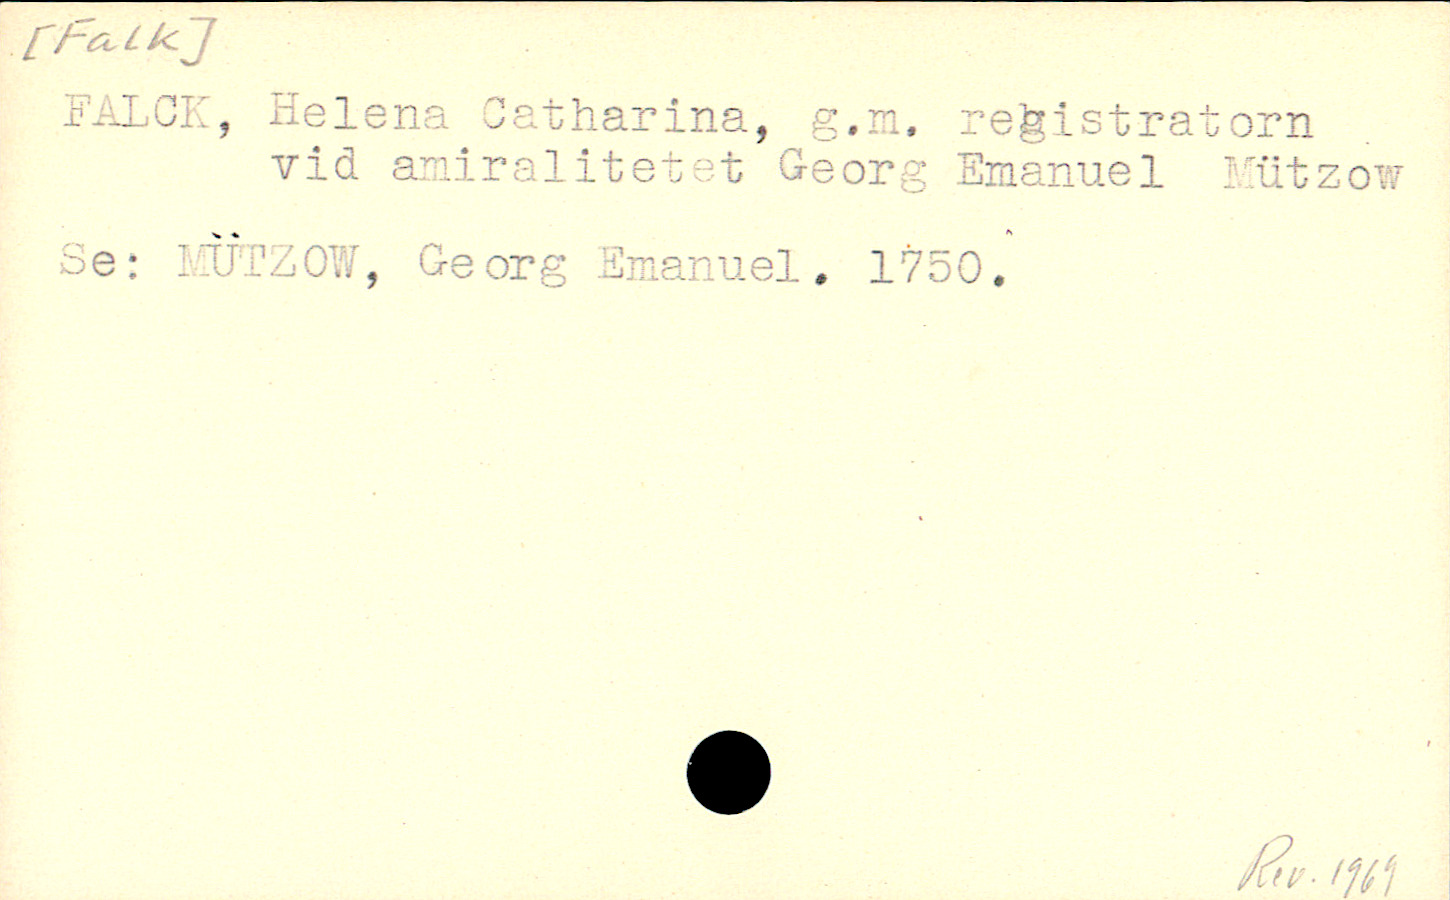 [Falk]
FALCK, Helena Catharina, g.m. registratorn
vid amiralitetet Georg Emanuel Mützow
Se: MÜTZOW, Georg Emanuel. 1750.
Rev. 1969